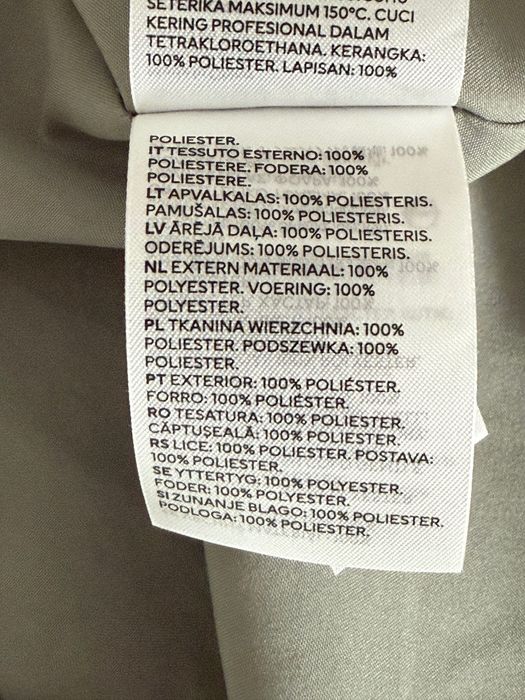 SETERIKA MAKSIMUM 150°C. CUCI
KERING PROFESIONAL DALAM
TETRAKLOROETHANA. KERANGKA:
100% POLIESTER. LAPISAN: 100%
POLIESTER.
IT TESSUTO ESTERNO: 100%
POLIESTERE. FODERA: 100%
POLIESTERE.
LT APVALKALAS: 100% POLIESTERIS.
PAMUŠALAS: 100% POLIESTERIS.
LV ĀRĒJĀ DAĻA: 100% POLIESTERIS.
ODERĒJUMS: 100% POLIESTERIS.
NL EXTERN MATERIAAL: 100%
POLYESTER. VOERING: 100%
POLYESTER.
PL TKANINA WIERZCHNIA: 100%
POLIESTER. PODSZEWKA: 100%
POLIESTER.
PT EXTERIOR: 100% POLIÉSTER.
FORRO: 100% POLIÉSTER.
RO TESATURA: 100% POLIESTER.
CĂPTUȘEALĂ: 100% POLIESTER.
RS LICE: 100% POLIESTER. POSTAVA:
100% POLIESTER.
SE YTTERTYG: 100% POLYESTER.
FODER: 100% POLYESTER.
SI ZUNANJE BLAGO: 100% POLIESTER.
PODLOGA: 100% POLIESTER.